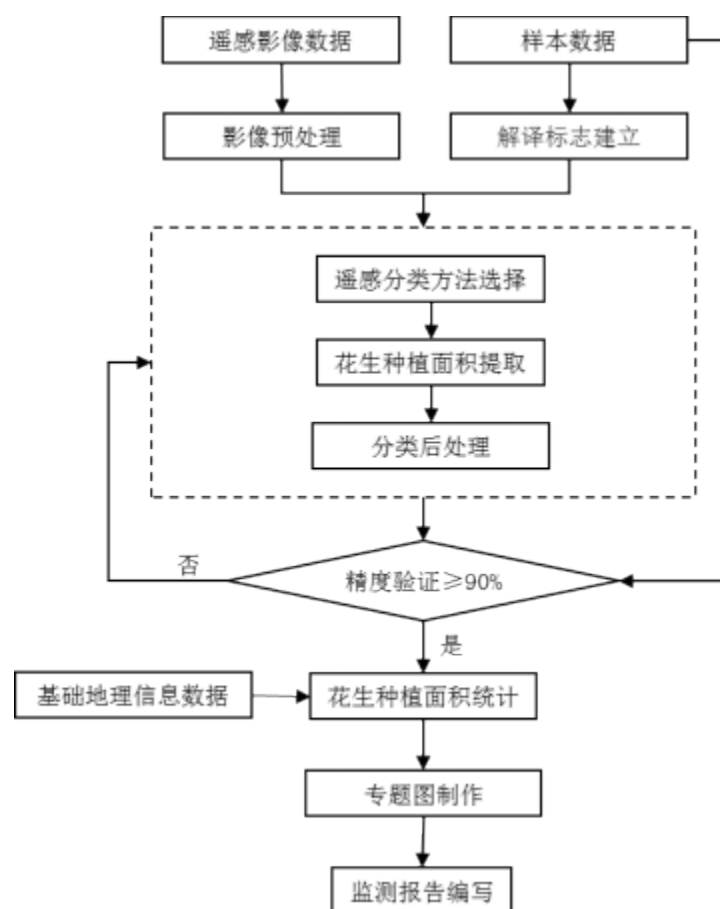 遥感影像数据
样本数据
影像预处理
解译标志建立
遥感分类方法选择
花生种植面积提取
分类后处理
否
精度验证≥90%
是
基础地理信息数据
花生种植面积统计
专题图制作
监测报告编写